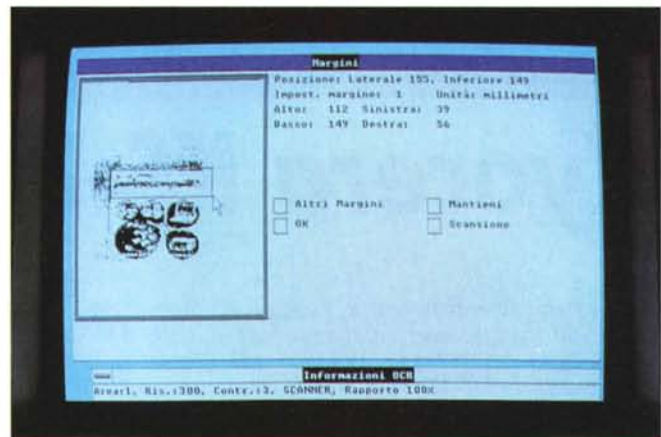 Margini
Posizione: Laterale 155, Inferiore 149
Impost. margine: 1 Unità: millimetri
Alto: 112 Sinistra: 39
Basso: 149 Destra: 56
Altri Margini Mantieni
OK Scansione
Informazioni OCR
Area:1, Ris.:300, Contr.:3, SCANNER, Rapporto 100%